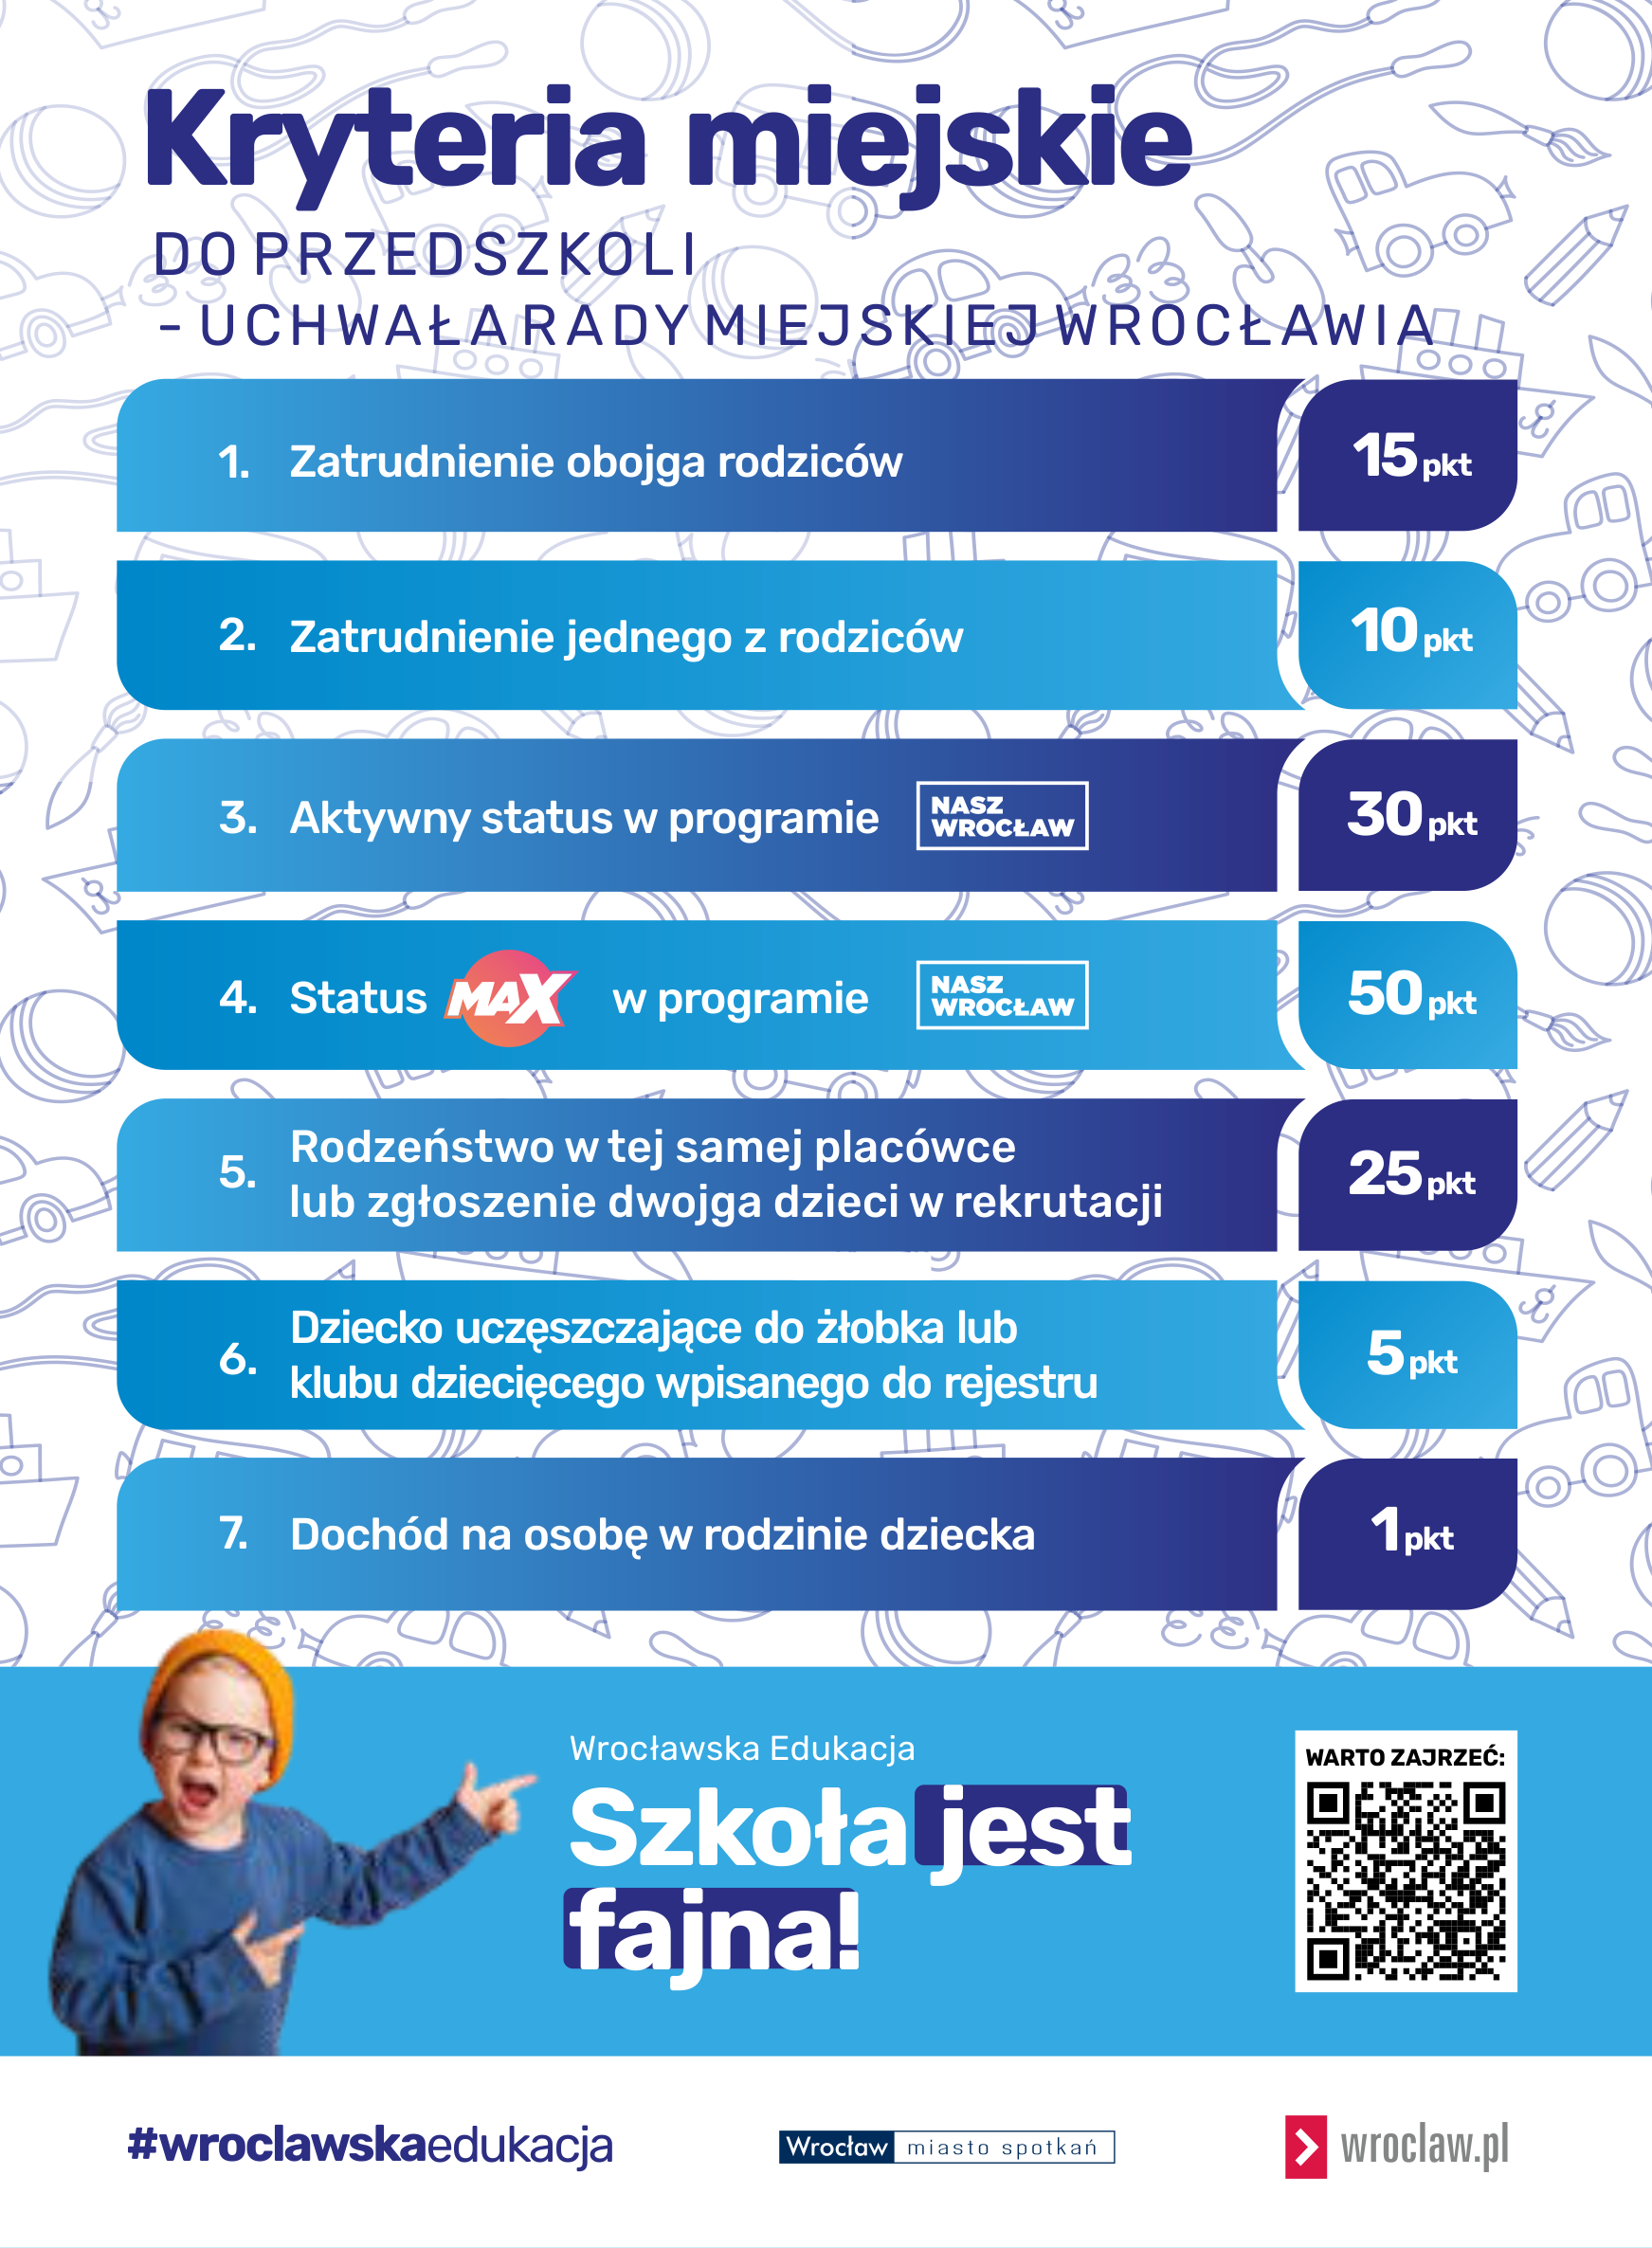 Kryteria miejskie
DO PRZEDSZKOLI
- UCHWAŁA RADY MIEJSKIEJ WROCŁAWIA
1. Zatrudnienie obojga rodziców 15 pkt
2. Zatrudnienie jednego z rodziców 10 pkt
3. Aktywny status w programie NASZ WROCŁAW 30 pkt
4. Status MAX w programie NASZ WROCŁAW 50 pkt
5. Rodzeństwo w tej samej placówce
lub zgłoszenie dwojga dzieci w rekrutacji 25 pkt
6. Dziecko uczęszczające do żłobka lub
klubu dziecięcego wpisanego do rejestru 5 pkt
7. Dochód na osobę w rodzinie dziecka 1 pkt
Wrocławska Edukacja
Szkoła jest
fajna!
WARTO ZAJRZEĆ:
#wroclawskaedukacja
Wrocław miasto spotkań
wroclaw.pl